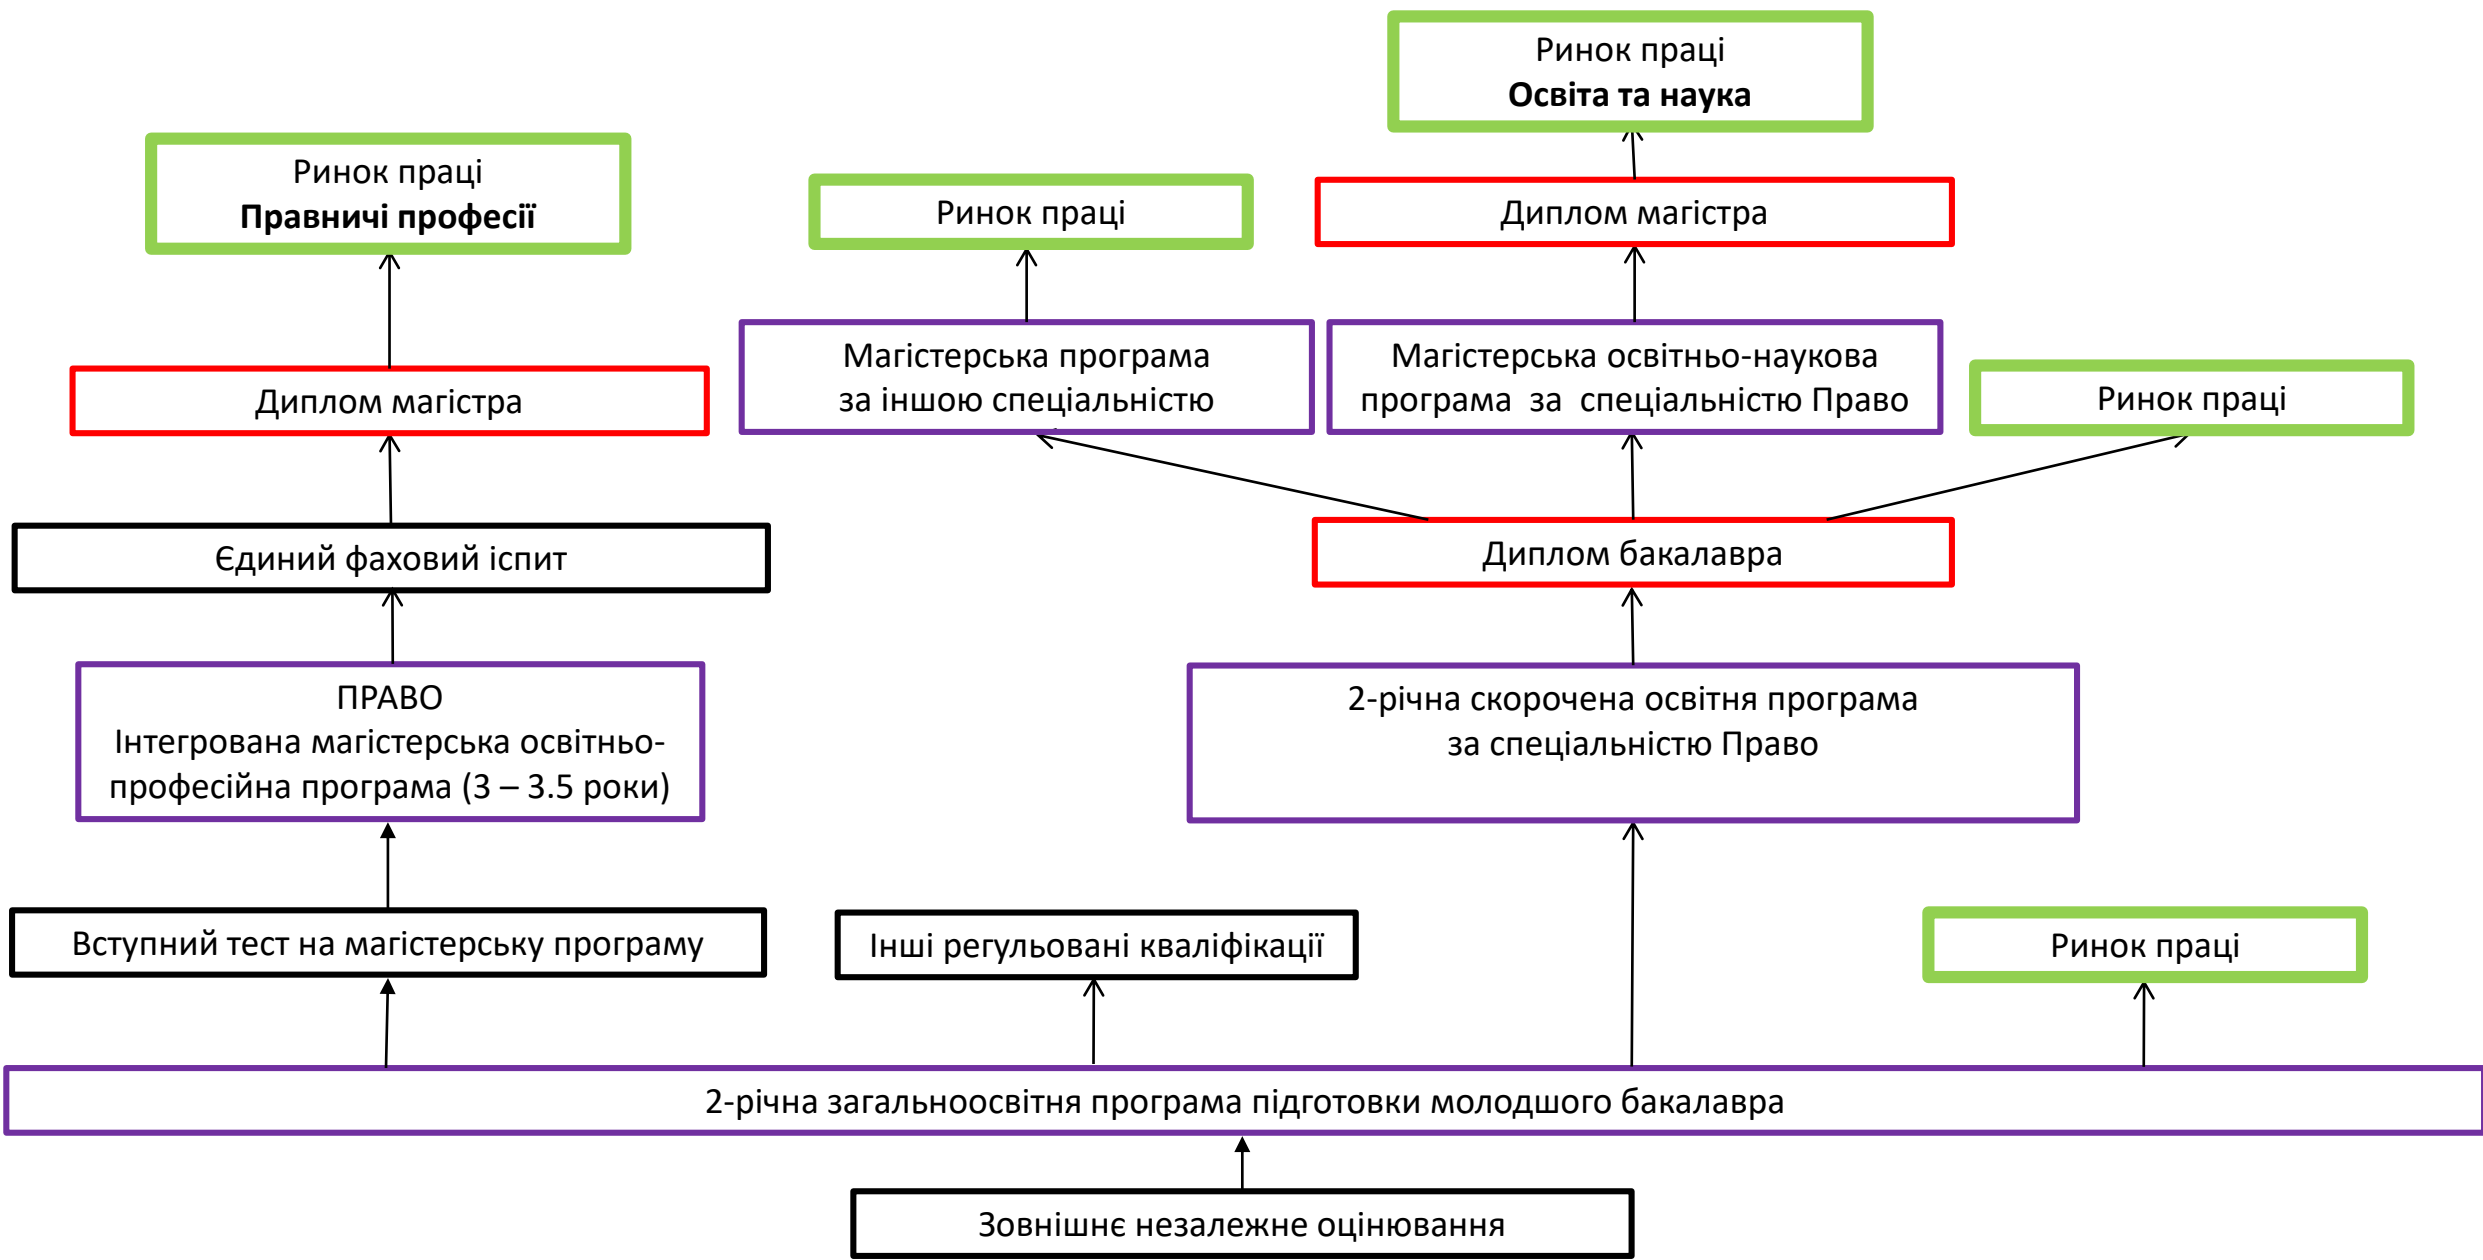 Ринок праці
Освіта та наука
Ринок праці
Правничі професії
Ринок праці
Диплом магістра
Магістерська програма
за іншою спеціальністю
Магістерська освітньо-наукова
програма за спеціальністю Право
Ринок праці
Диплом магістра
Єдиний фаховий іспит
Диплом бакалавра
ПРАВО
Інтегрована магістерська освітньо-
професійна програма (3 – 3.5 роки)
2-річна скорочена освітня програма
за спеціальністю Право
Вступний тест на магістерську програму
Інші регульовані кваліфікації
Ринок праці
2-річна загальноосвітня програма підготовки молодшого бакалавра
Зовнішнє незалежне оцінювання